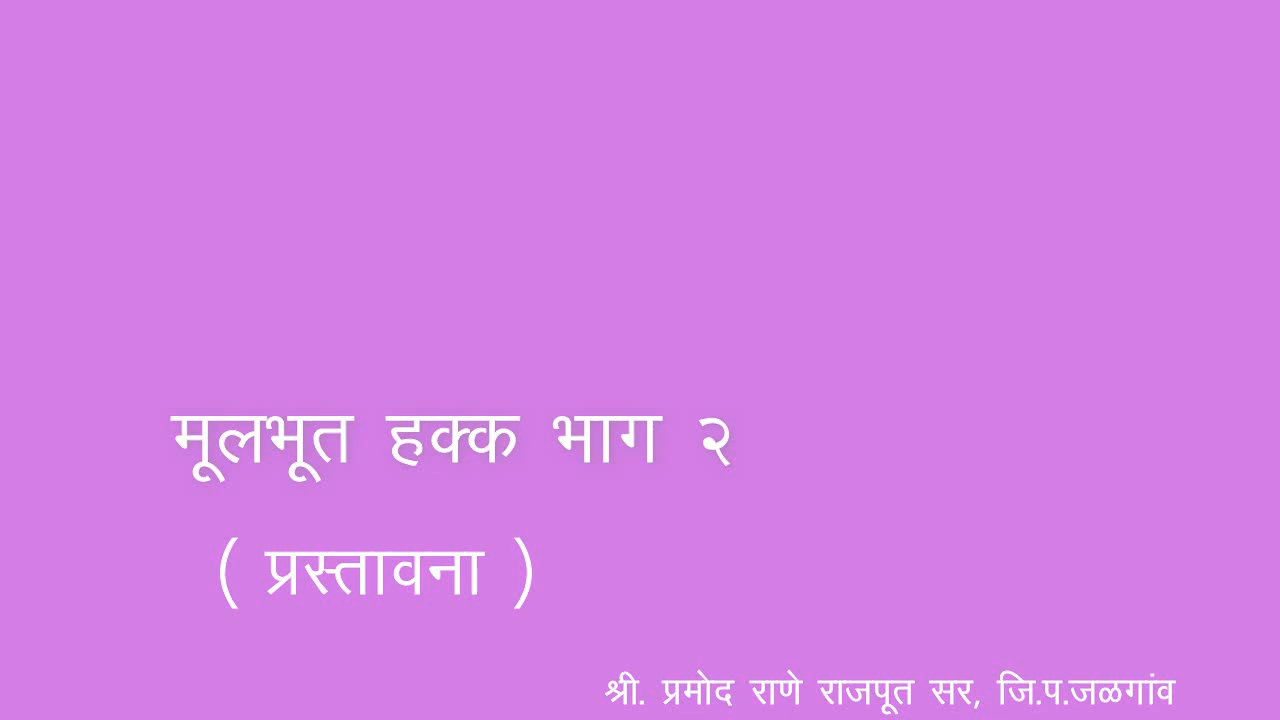 मूलभूत हक्क भाग २
( प्रस्तावना )
श्री. प्रमोद राणे राजपूत सर, जि.प.जळगांव